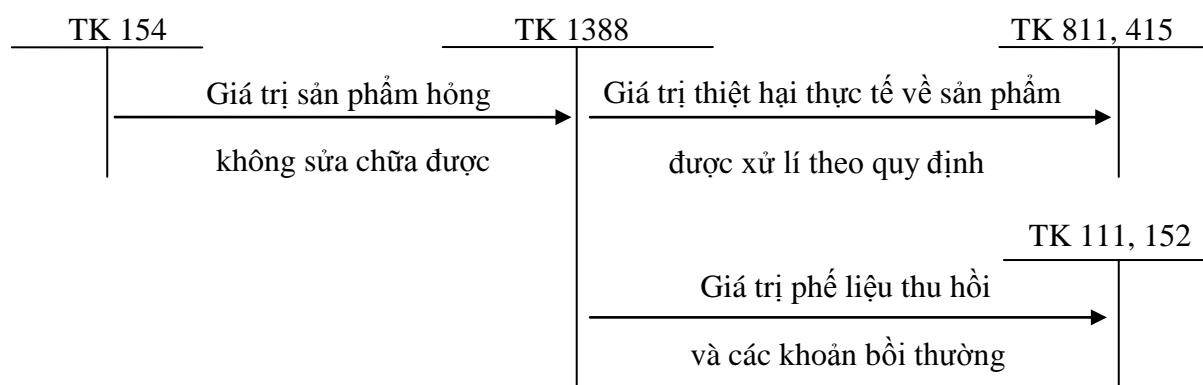 TK 154 TK 1388 TK 811, 415
Giá trị sản phẩm hỏng Giá trị thiệt hại thực tế về sản phẩm
không sửa chữa được được xử lí theo quy định
TK 111, 152
Giá trị phế liệu thu hồi
và các khoản bồi thường